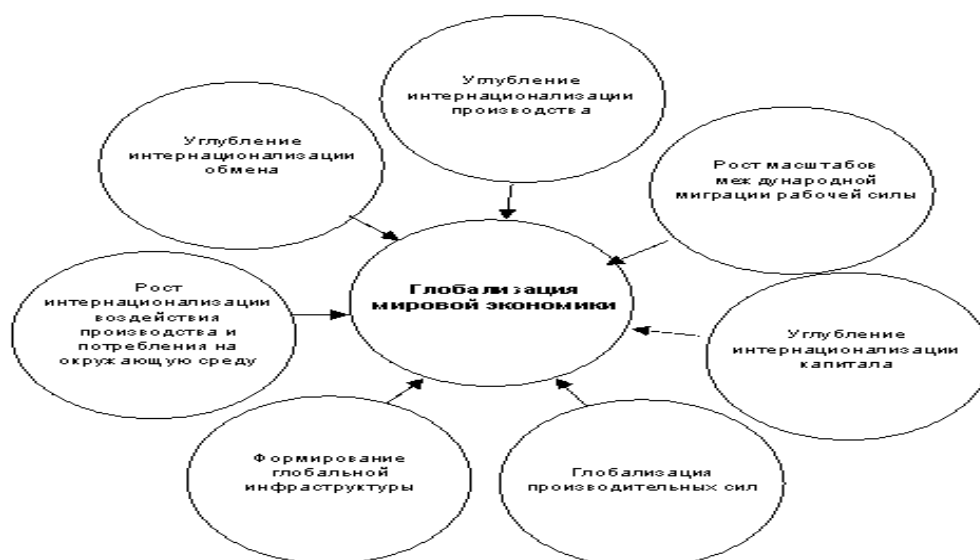 Углубление
интернационализации
производства
Углубление
интернационализации
обмена
Рост масштабов
международной
миграции рабочей силы
Глобализация
мировой экономики
Рост
интернационализации
воздействия
производства и
потребления на
окружающую среду
Углубление
интернационализации
капитала
Формирование
глобальной
инфраструктуры
Глобализация
производительных сил